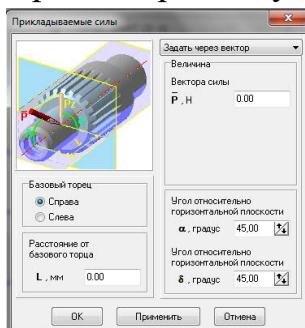 Прикладываемые силы
P
Pz
Задать через вектор
Величина
Вектора силы
P , Н 0.00
Базовый торец
Справа
Слева
Расстояние от
базового торца
L , мм 0.00
Угол относительно
горизонтальной плоскости
α , градус 45,00
Угол относительно
горизонтальной плоскости
δ , градус 45,00
OK Применить Отмена